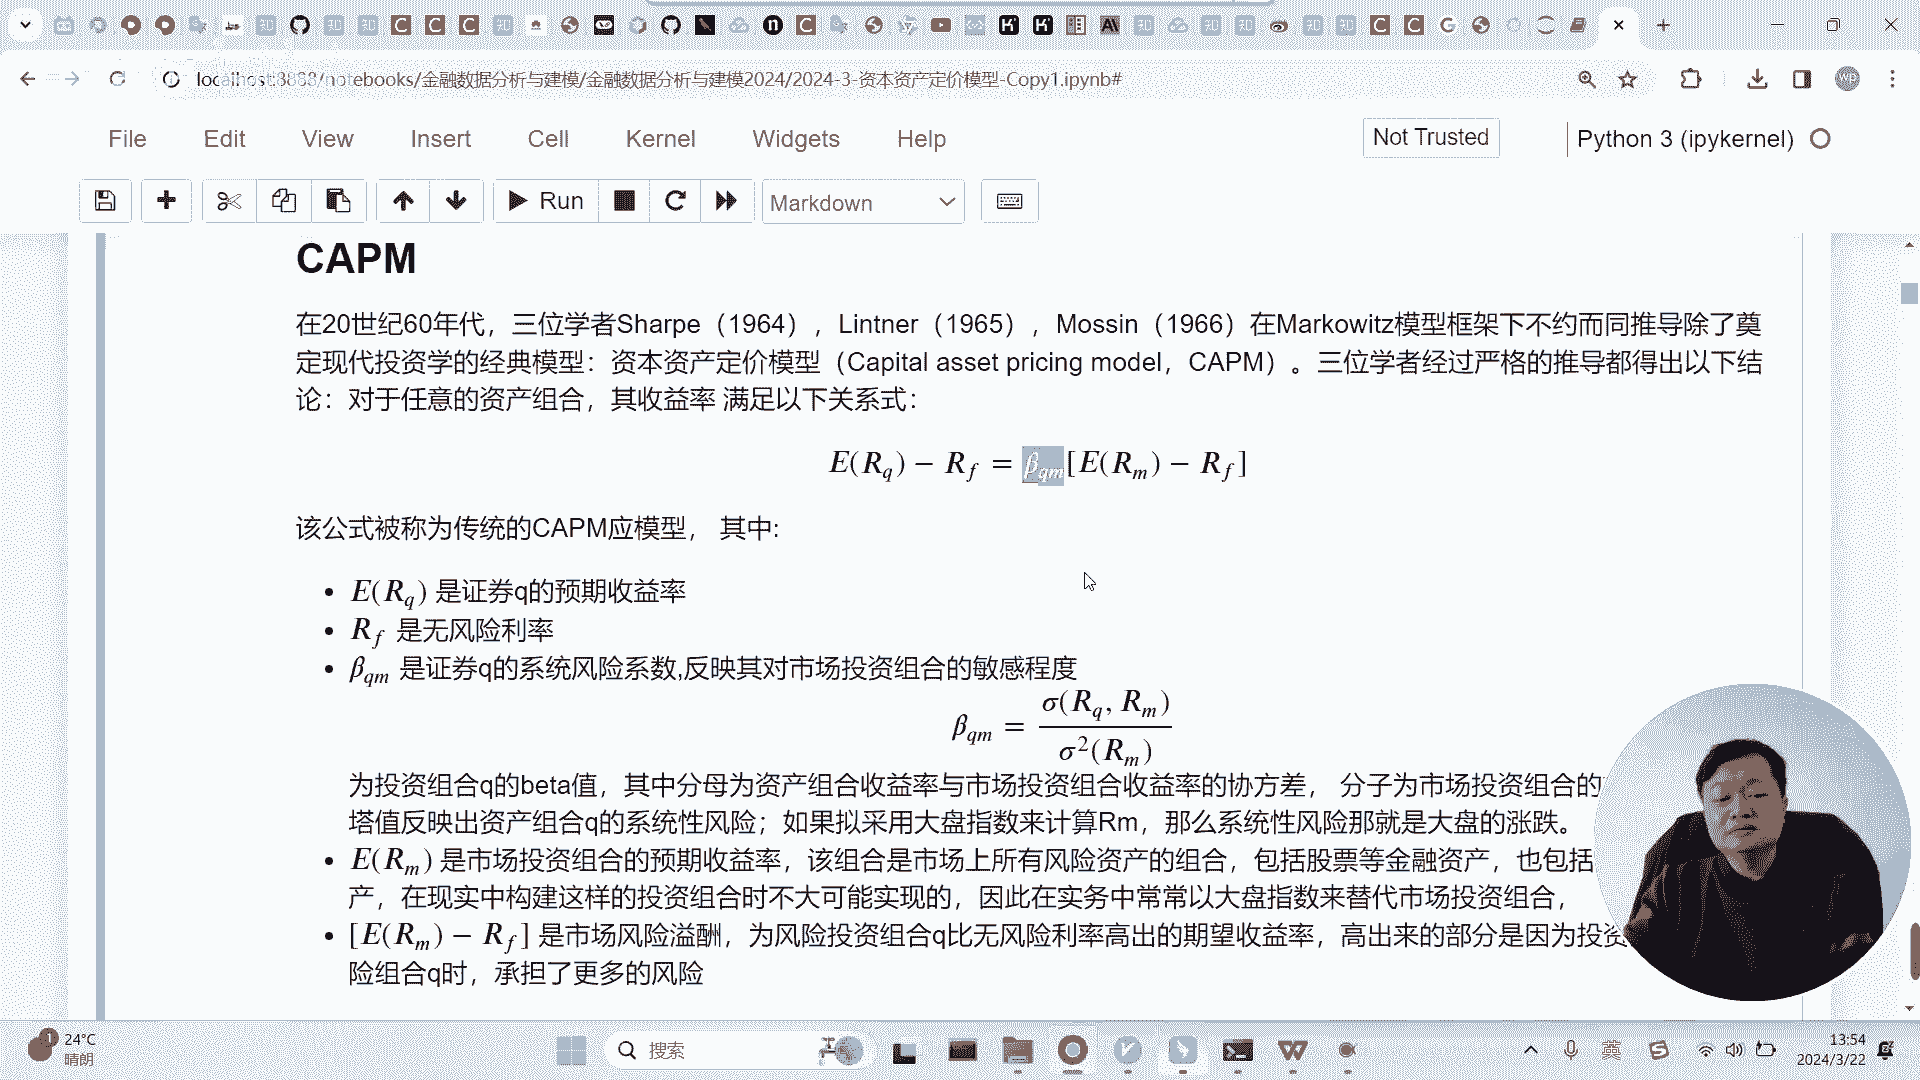 localhost:8888/notebooks/金融数据分析与建模/金融数据分析与建模2024/2024-3-资本资产定价模型-Copy1.ipynb#
File Edit View Insert Cell Kernel Widgets Help Not Trusted Python 3 (ipykernel)
Run Markdown
CAPM
在20世纪60年代，三位学者Sharpe（1964），Lintner（1965），Mossin（1966）在Markowitz模型框架下不约而同推导除了奠
定现代投资学的经典模型：资本资产定价模型（Capital asset pricing model，CAPM）。三位学者经过严格的推导都得出以下结
论：对于任意的资产组合，其收益率 满足以下关系式：
E(R_q) − R_f = β_qm[E(R_m) − R_f]
该公式被称为传统的CAPM应模型， 其中:
• E(R_q) 是证券q的预期收益率
• R_f 是无风险利率
• β_qm 是证券q的系统风险系数,反映其对市场投资组合的敏感程度
β_qm = σ(R_q, R_m) / σ²(R_m)
为投资组合q的beta值，其中分母为资产组合收益率与市场投资组合收益率的协方差， 分子为市场投资组合的
塔值反映出资产组合q的系统性风险；如果拟采用大盘指数来计算Rm，那么系统性风险那就是大盘的涨跌。
• E(R_m) 是市场投资组合的预期收益率，该组合是市场上所有风险资产的组合，包括股票等金融资产，也包括
产，在现实中构建这样的投资组合时不大可能实现的，因此在实务中常常以大盘指数来替代市场投资组合，
• [E(R_m) − R_f] 是市场风险溢酬，为风险投资组合q比无风险利率高出的期望收益率，高出来的部分是因为投资
险组合q时，承担了更多的风险
24°C
晴朗
搜索
英
13:54
2024/3/22